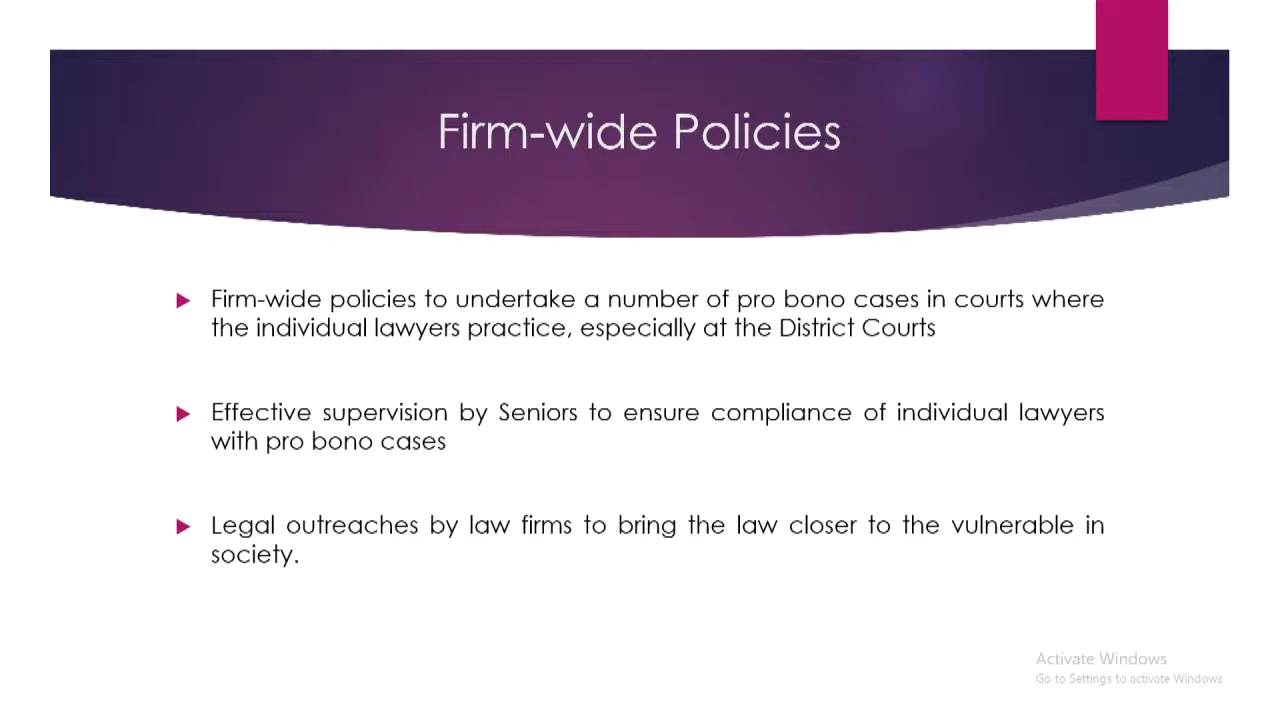 Firm-wide Policies
Firm-wide policies to undertake a number of pro bono cases in courts where
the individual lawyers practice, especially at the District Courts
Effective supervision by Seniors to ensure compliance of individual lawyers
with pro bono cases
Legal outreaches by law firms to bring the law closer to the vulnerable in
society.
Activate Windows
Go to Settings to activate Windows